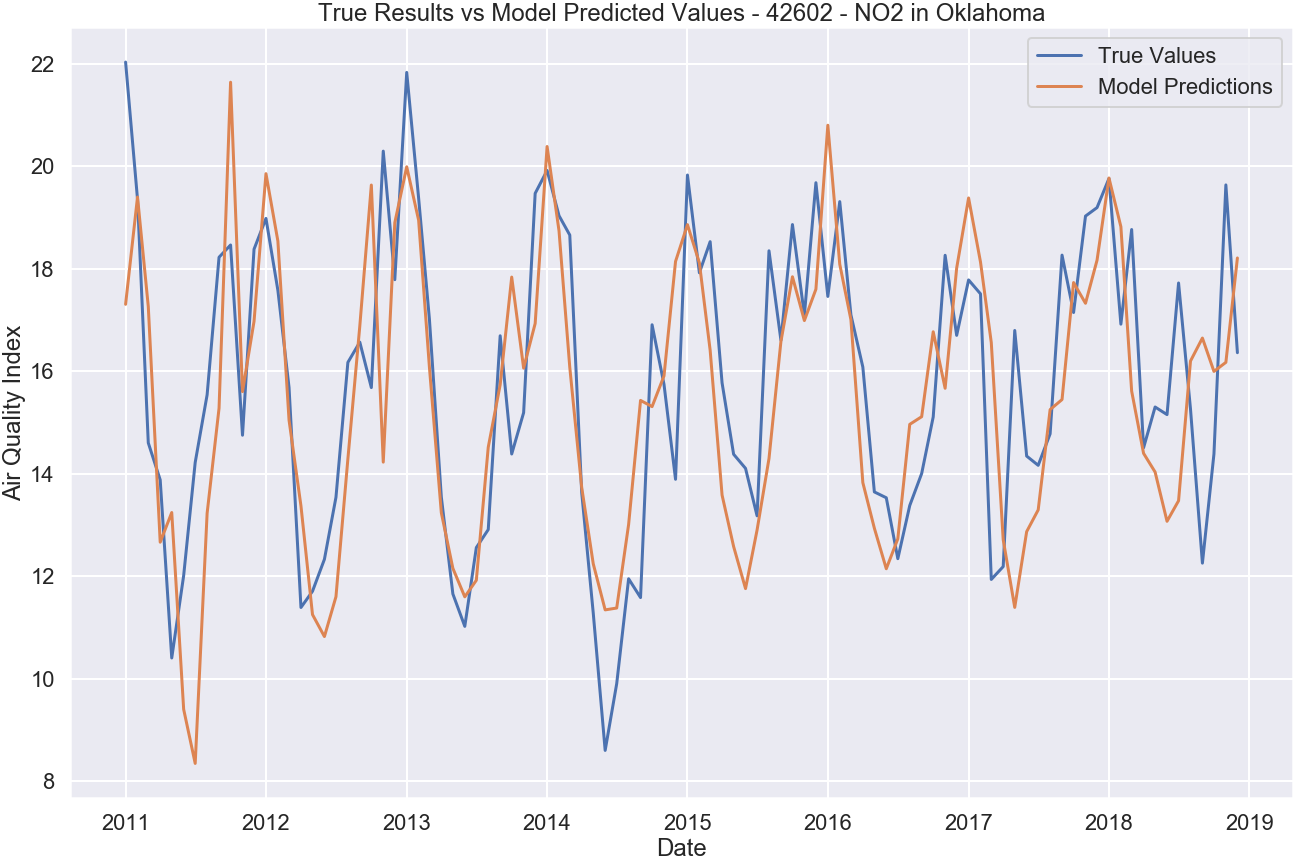 True Results vs Model Predicted Values - 42602 - NO2 in Oklahoma
True Values
Model Predictions
Air Quality Index
22
20
18
16
14
12
10
8
2011 2012 2013 2014 2015 2016 2017 2018 2019
Date